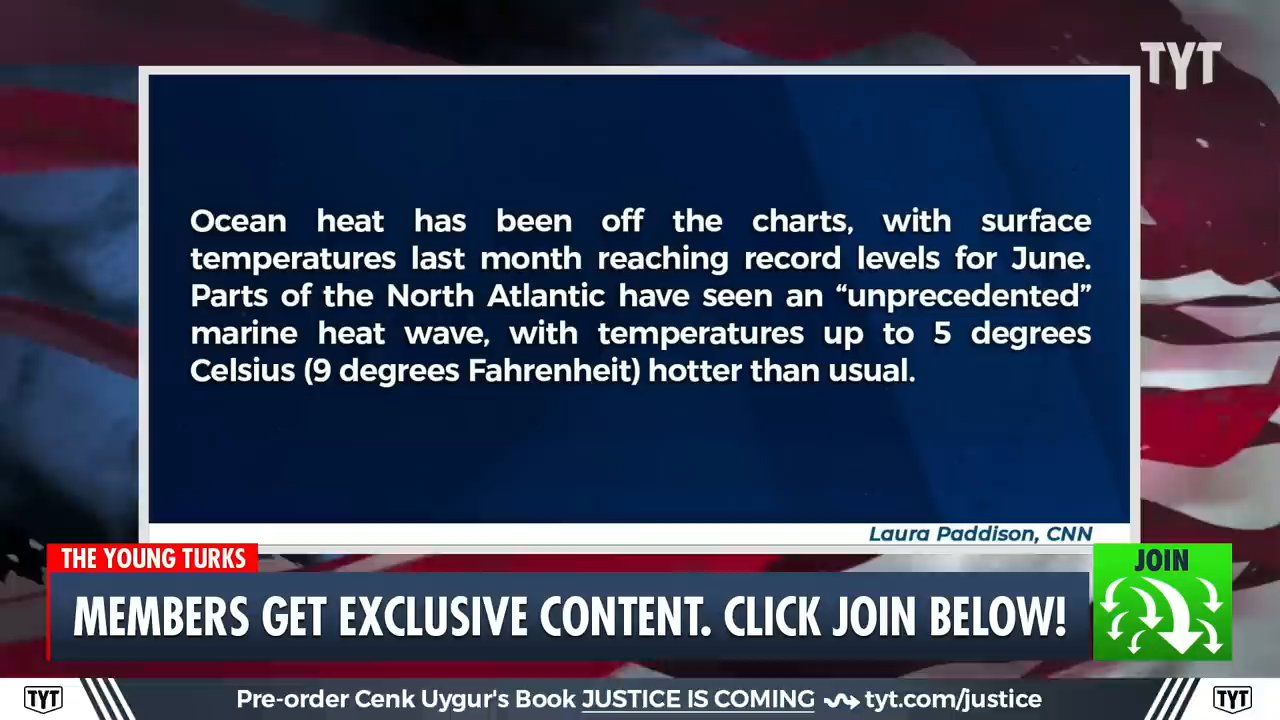 TYT
Ocean heat has been off the charts, with surface
temperatures last month reaching record levels for June.
Parts of the North Atlantic have seen an “unprecedented”
marine heat wave, with temperatures up to 5 degrees
Celsius (9 degrees Fahrenheit) hotter than usual.
Laura Paddison, CNN
THE YOUNG TURKS
MEMBERS GET EXCLUSIVE CONTENT. CLICK JOIN BELOW!
JOIN
TYT
Pre-order Cenk Uygur's Book JUSTICE IS COMING tyt.com/justice
TYT